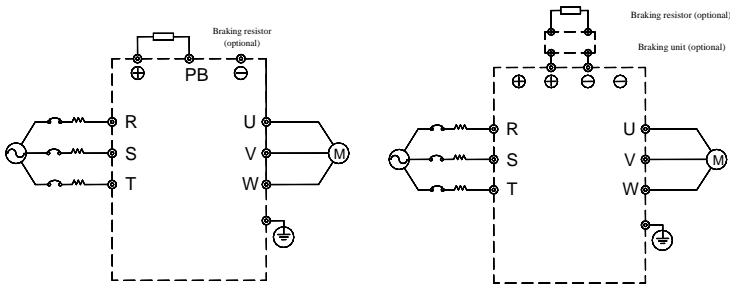 Braking resistor
(optional)
⊕ PB ⊖
R
S
T
U
V
W
M
Braking resistor (optional)
Braking unit (optional)
⊕ ⊕ ⊖ ⊖
R
S
T
U
V
W
M